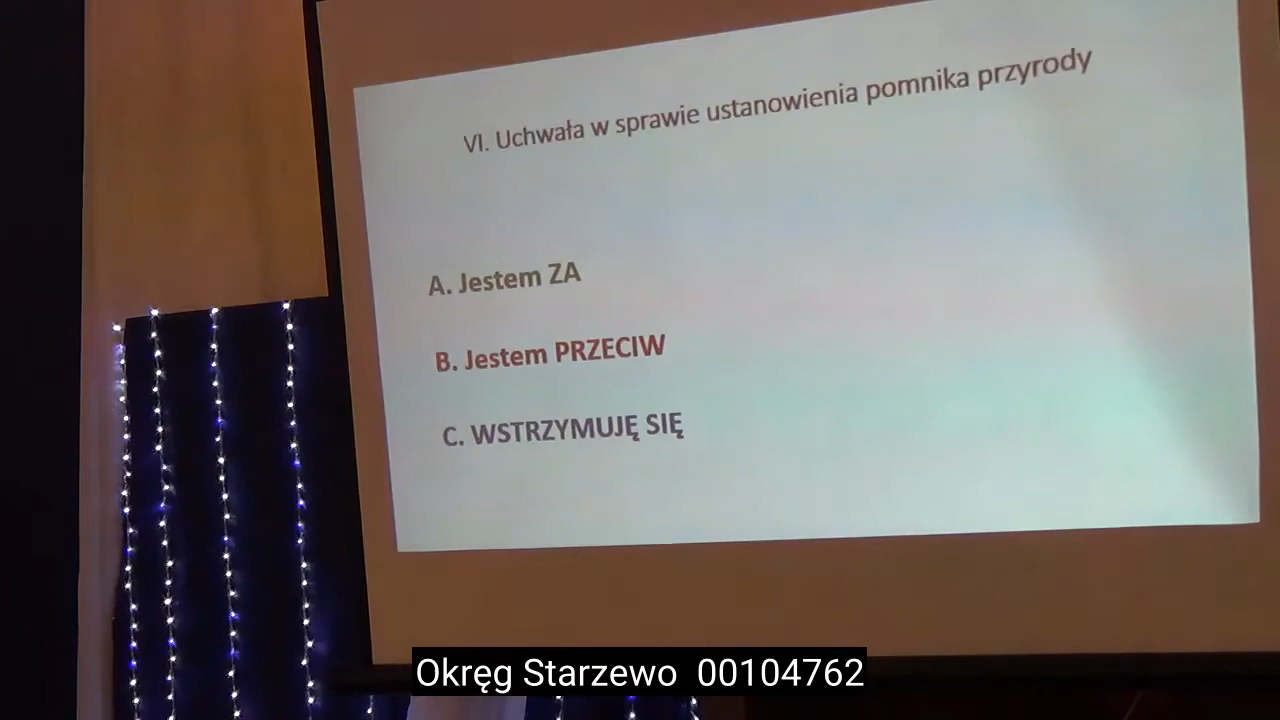 VI. Uchwała w sprawie ustanowienia pomnika przyrody
A. Jestem ZA
B. Jestem PRZECIW
C. WSTRZYMUJĘ SIĘ
Okręg Starzewo 00104762